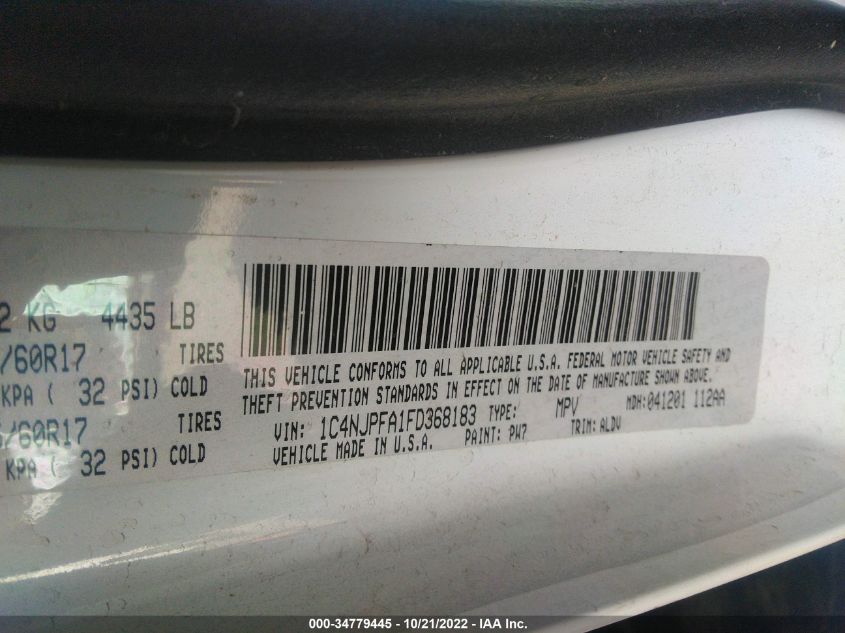 2 KG 4435 LB
/60R17 TIRES
KPA ( 32 PSI) COLD
/60R17 TIRES
KPA ( 32 PSI) COLD
THIS VEHICLE CONFORMS TO ALL APPLICABLE U.S.A. FEDERAL MOTOR VEHICLE SAFETY AND
THEFT PREVENTION STANDARDS IN EFFECT ON THE DATE OF MANUFACTURE SHOWN ABOVE.
VIN: 1C4NJPFA1FD368183 TYPE: MPV MDH:041201 112AA
VEHICLE MADE IN U.S.A. PAINT: PW7 TRIM: ALDV
000-34779445 - 10/21/2022 - IAA Inc.